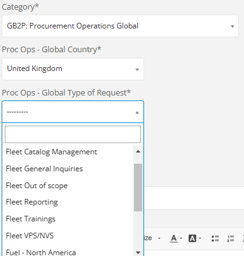 Category*
GB2P: Procurement Operations Global
Proc Ops - Global Country*
United Kingdom
Proc Ops - Global Type of Request*
---------
Fleet Catalog Management
Fleet General Inquiries
Fleet Out of scope
Fleet Reporting
Fleet Trainings
Fleet VPS/NVS
Fuel - North America
ize
A
A